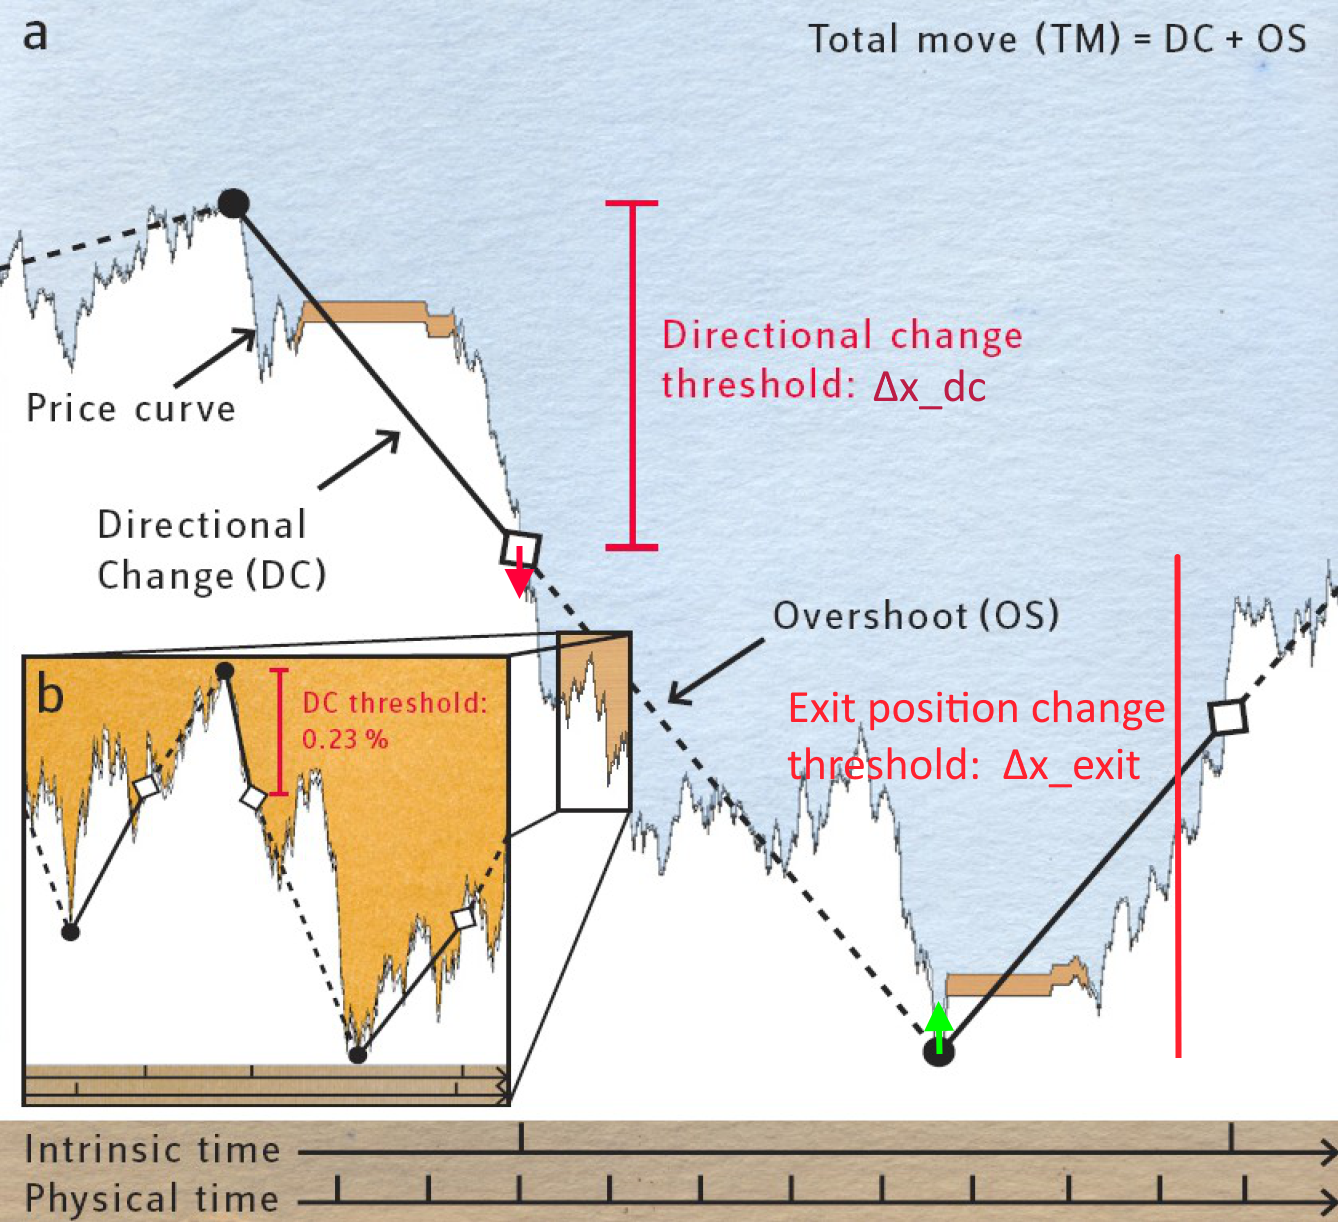 a
Total move (TM) = DC + OS
Directional change
threshold: Δx_dc
Price curve
Directional
Change (DC)
Overshoot (OS)
Exit position change
threshold: Δx_exit
b
DC threshold:
0.23 %
Intrinsic time
Physical time